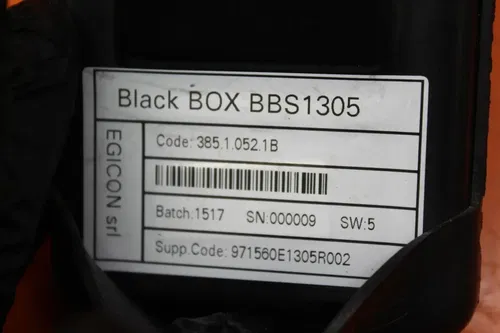 Black BOX BBS1305
EGICON srl
Code: 385.1.052.1B
Batch:1517 SN:000009 SW:5
Supp.Code: 971560E1305R002